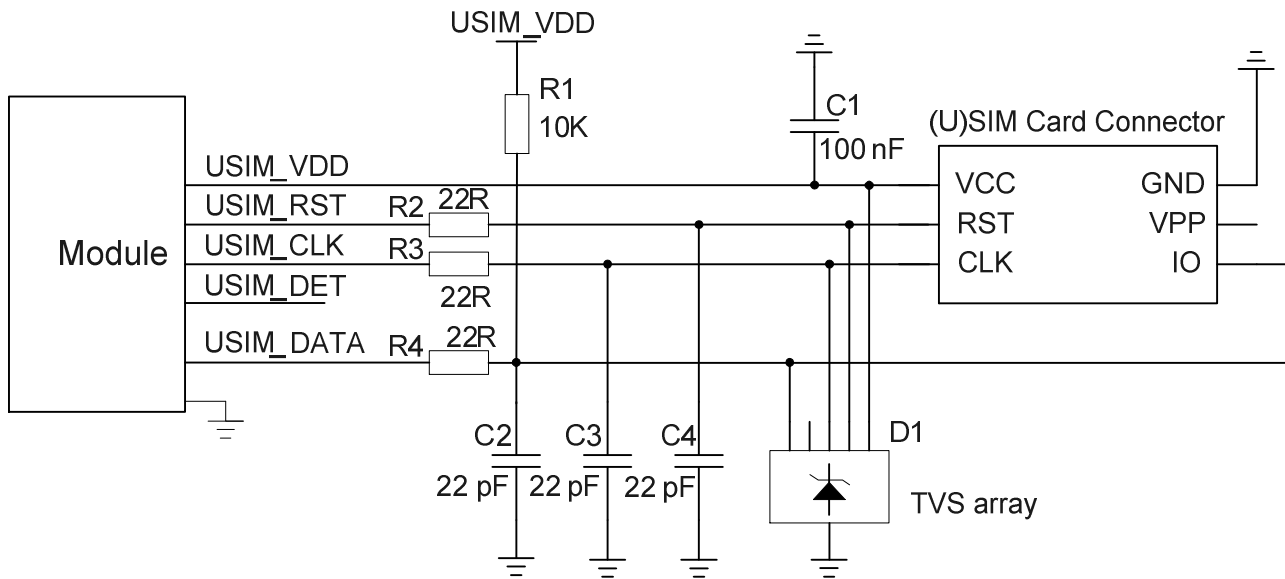 USIM_VDD
R1
10K
C1
100 nF
(U)SIM Card Connector
USIM_VDD
VCC
GND
USIM_RST
R2
22R
RST
VPP
Module
USIM_CLK
R3
22R
CLK
IO
USIM_DET
USIM_DATA
R4
22R
C2
22 pF
C3
22 pF
C4
22 pF
D1
TVS array